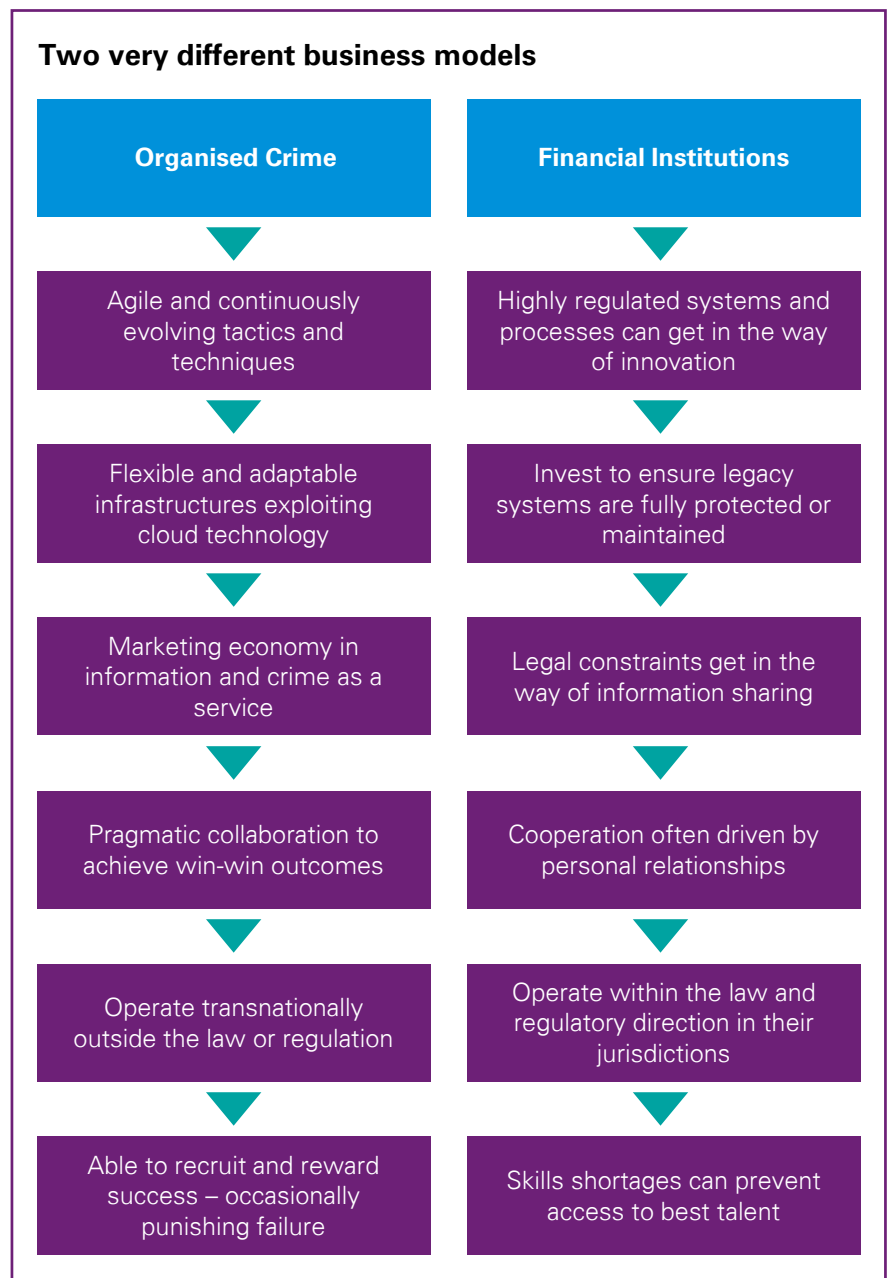 Two very different business models
Organised Crime
Agile and continuously
evolving tactics and
techniques
Flexible and adaptable
infrastructures exploiting
cloud technology
Marketing economy in
information and crime as a
service
Pragmatic collaboration to
achieve win-win outcomes
Operate transnationally
outside the law or regulation
Able to recruit and reward
success – occasionally
punishing failure
Financial Institutions
Highly regulated systems and
processes can get in the way
of innovation
Invest to ensure legacy
systems are fully protected or
maintained
Legal constraints get in the
way of information sharing
Cooperation often driven by
personal relationships
Operate within the law and
regulatory direction in their
jurisdictions
Skills shortages can prevent
access to best talent